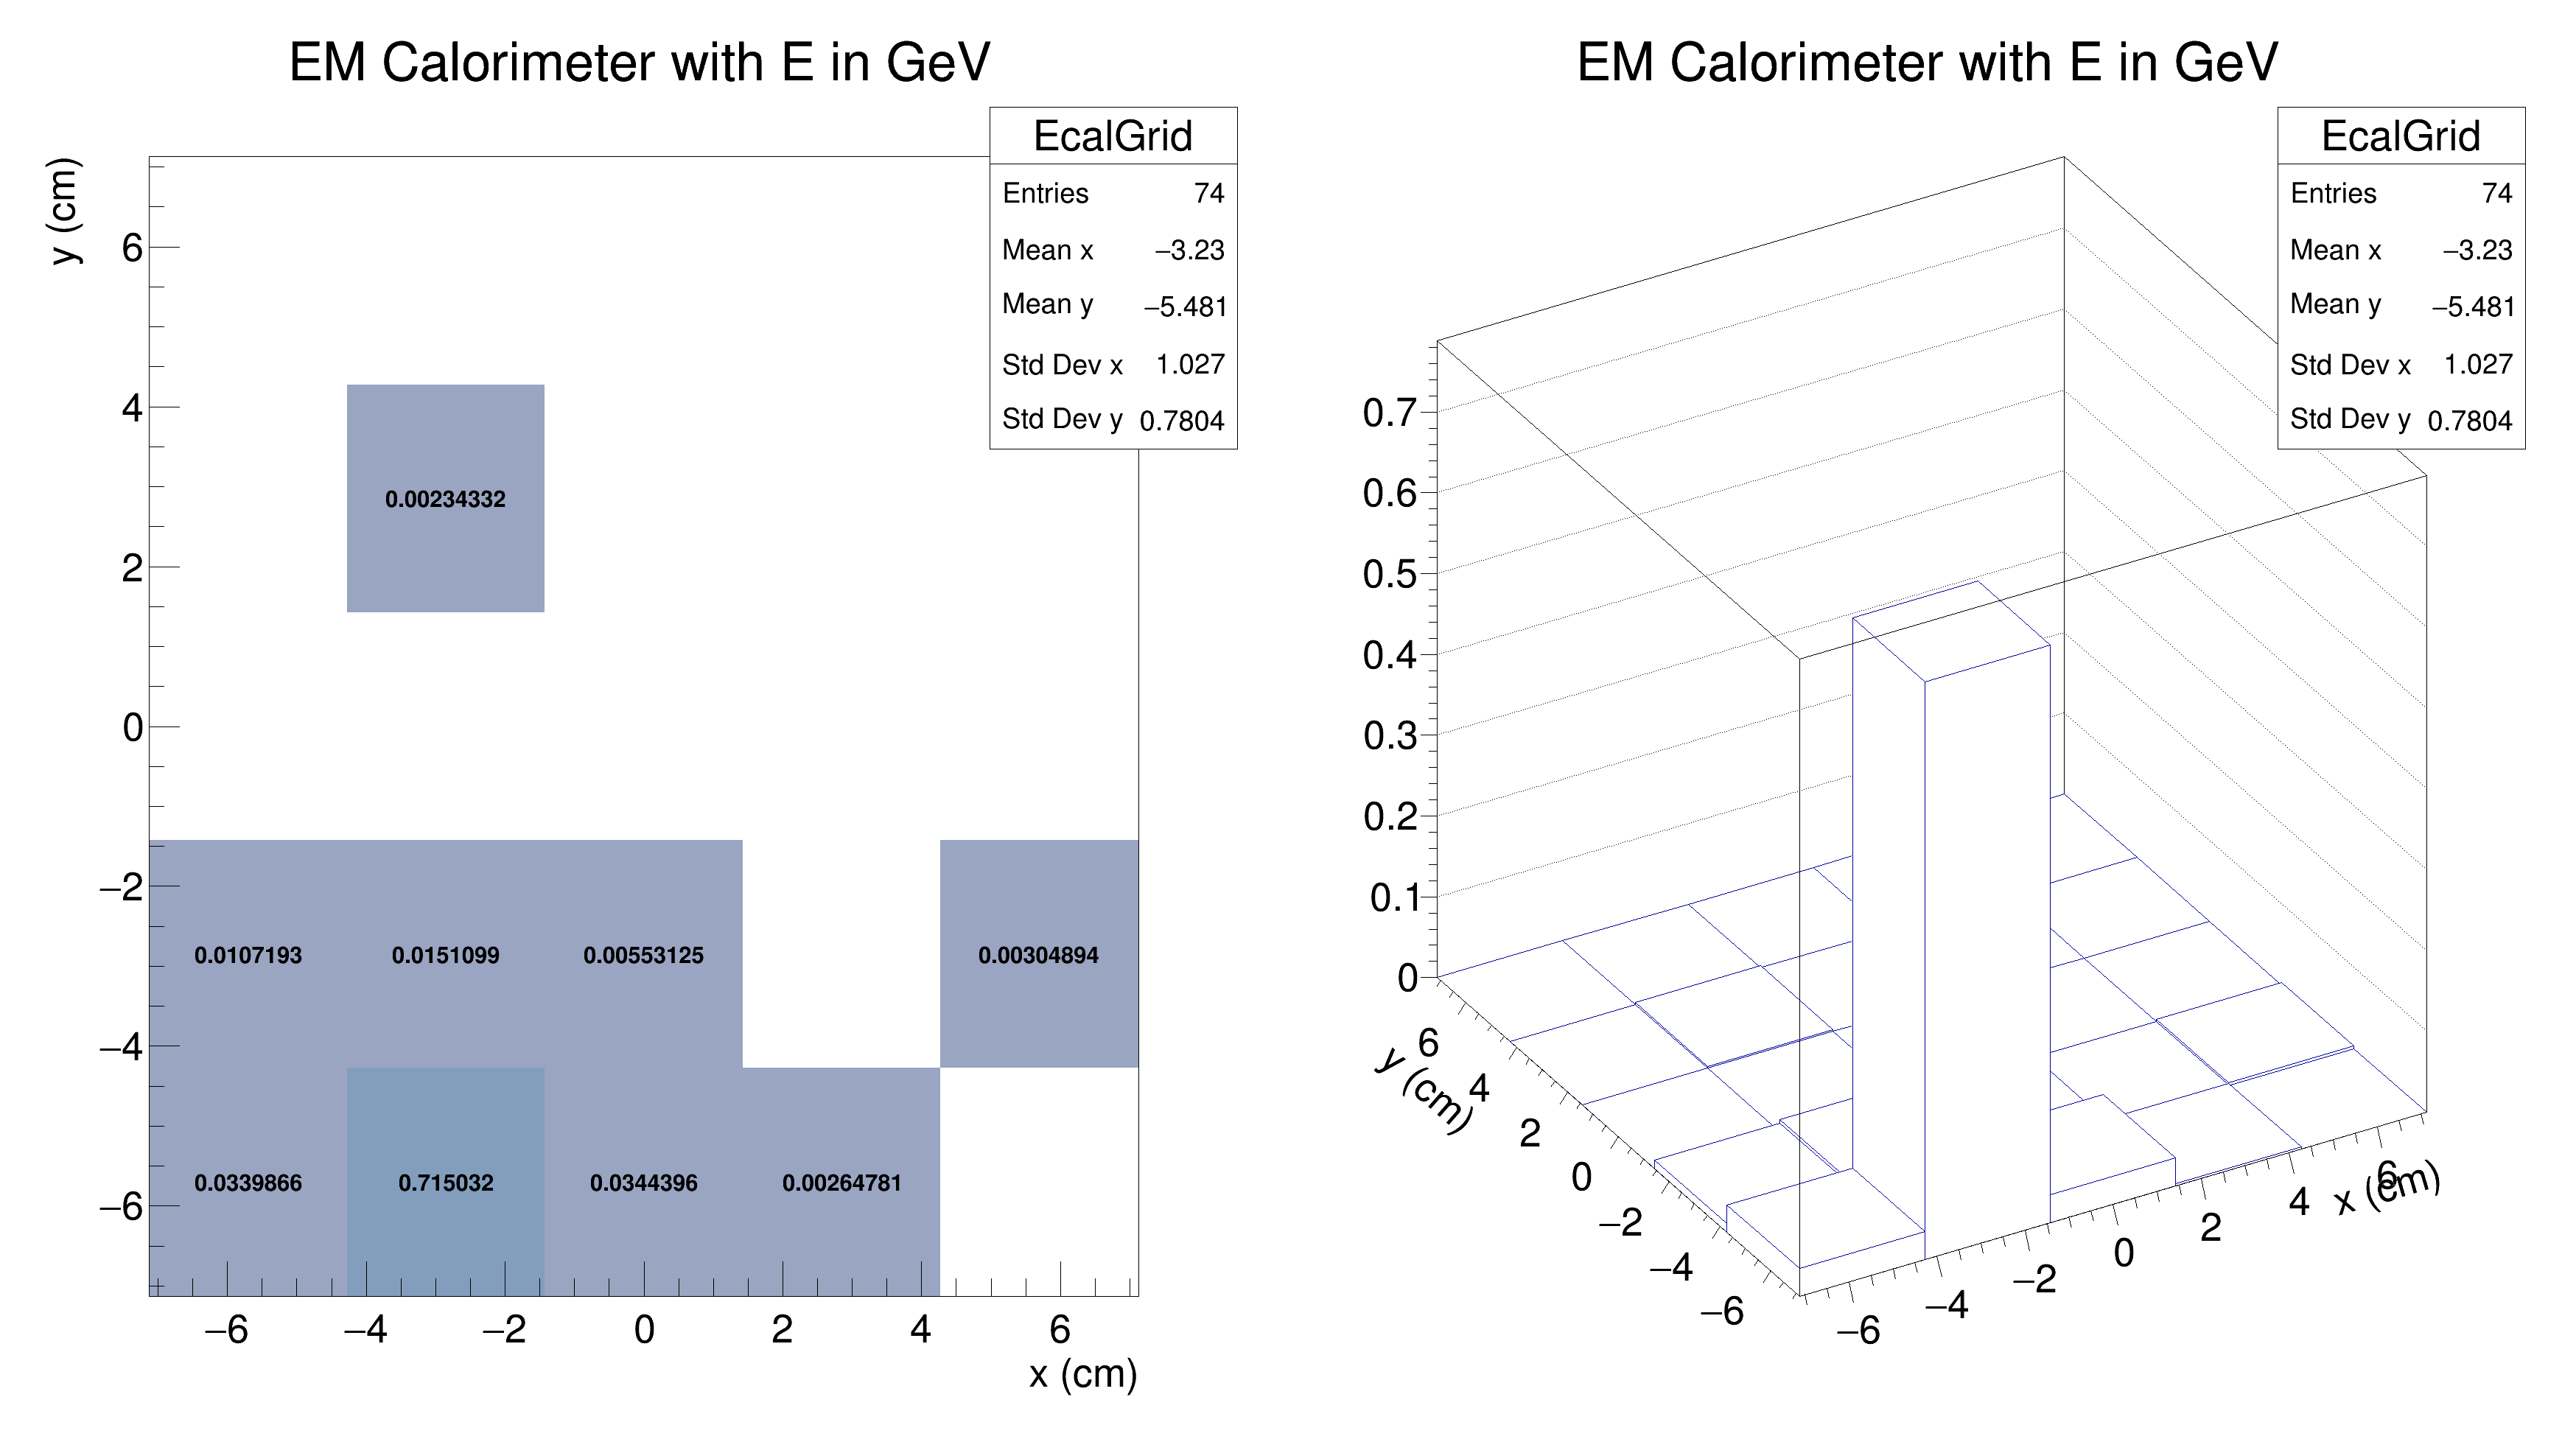 EM Calorimeter with E in GeV
EcalGrid
Entries 74
Mean x −3.23
Mean y −5.481
Std Dev x 1.027
Std Dev y 0.7804
y (cm)
6
4
2
0
−2
−4
−6
0.00234332
0.0107193 0.0151099 0.00553125 0.00304894
0.0339866 0.715032 0.0344396 0.00264781
−6 −4 −2 0 2 4 6
x (cm)
EM Calorimeter with E in GeV
EcalGrid
Entries 74
Mean x −3.23
Mean y −5.481
Std Dev x 1.027
Std Dev y 0.7804
0.7
0.6
0.5
0.4
0.3
0.2
0.1
0
6
4
2
0
−2
−4
−6
y (cm)
−6
−4
−2
0
2
4
6
x (cm)